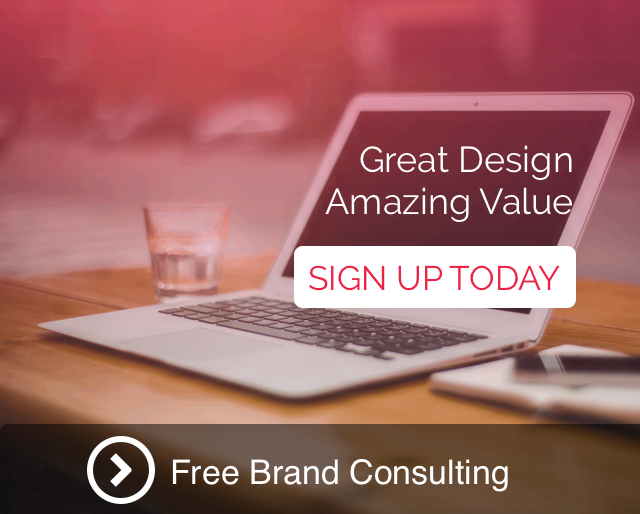 Great Design
Amazing Value
SIGN UP TODAY
Free Brand Consulting